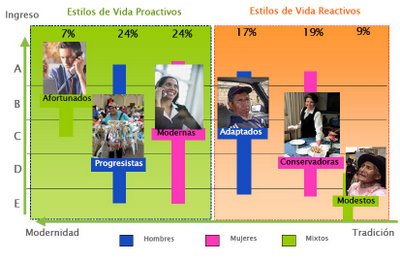 Ingreso
Estilos de Vida Proactivos
Estilos de Vida Reactivos
7%
24%
24%
17%
19%
9%
A
B
C
D
E
Afortunados
Progresistas
Modernas
Adaptados
Conservadoras
Modestos
Modernidad
Hombres
Mujeres
Mixtos
Tradición